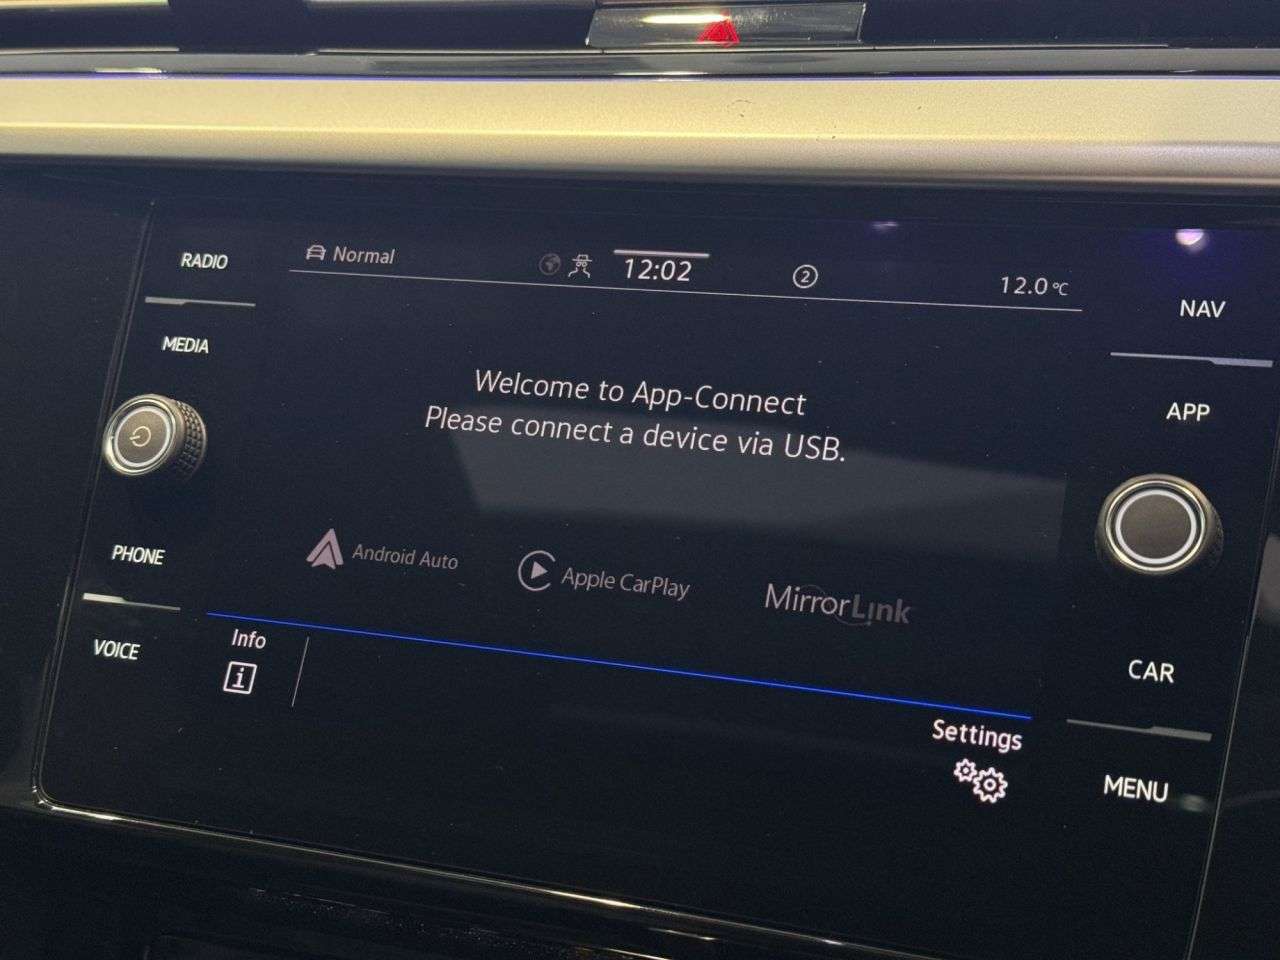 RADIO
Normal
12:02
2
12.0 °C
NAV
MEDIA
Welcome to App-Connect
Please connect a device via USB.
APP
PHONE
Android Auto
Apple CarPlay
MirrorLink
VOICE
Info
i
CAR
Settings
MENU